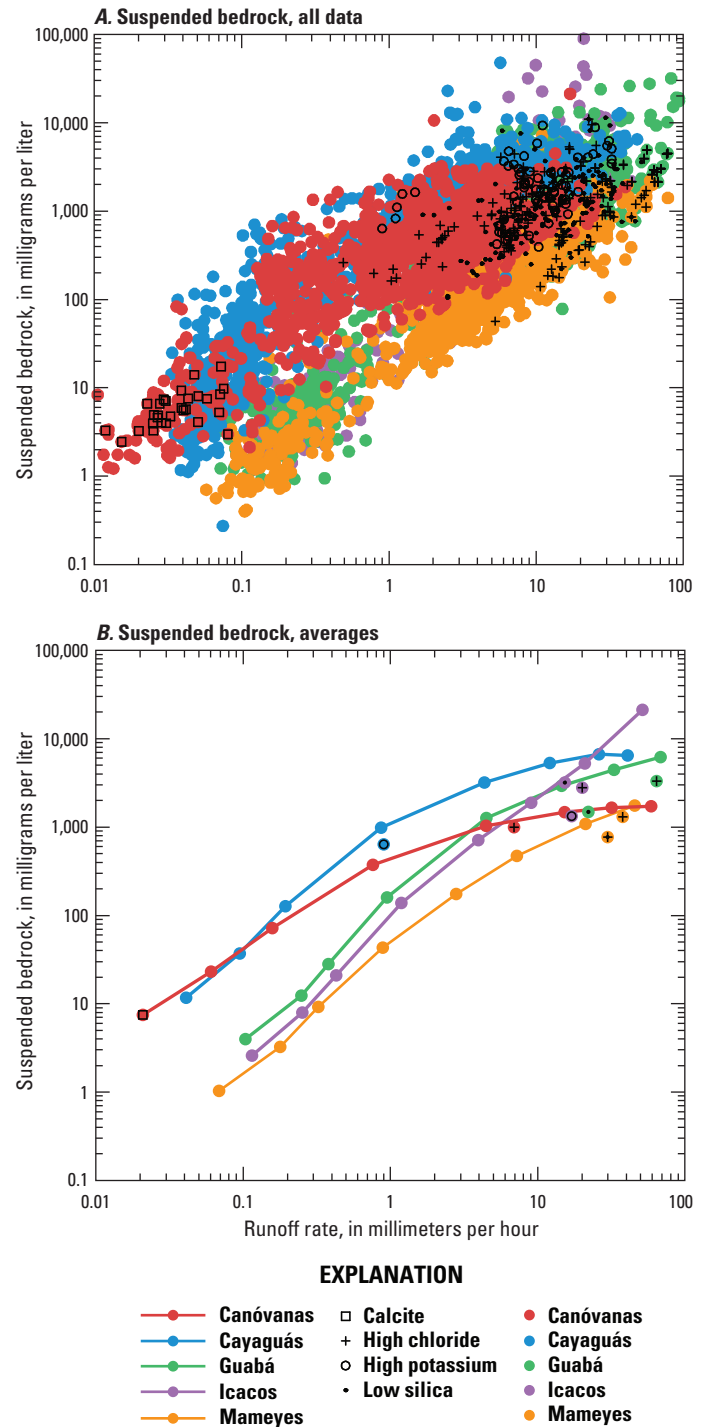 A. Suspended bedrock, all data
100,000
10,000
1,000
100
10
1
0.1
Suspended bedrock, in milligrams per liter
0.01 0.1 1 10 100
B. Suspended bedrock, averages
100,000
10,000
1,000
100
10
1
0.1
Suspended bedrock, in milligrams per liter
0.01 0.1 1 10 100
Runoff rate, in millimeters per hour
EXPLANATION
Canóvanas Calcite Canóvanas
Cayaguás High chloride Cayaguás
Guabá High potassium Guabá
Icacos Low silica Icacos
Mameyes Mameyes